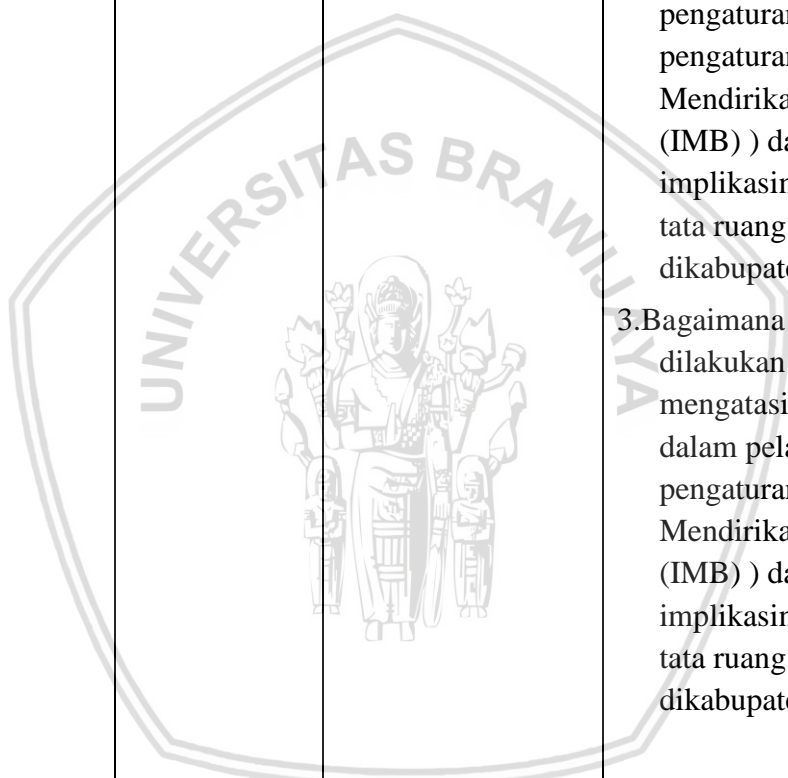 UNIVERSITAS BRAWIJAYA
pengaturan
pengaturan
Mendirika
(IMB) ) da
implikasin
tata ruang
dikabupate
3.Bagaimana
dilakukan
mengatasi
dalam pela
pengaturan
Mendirika
(IMB) ) da
implikasin
tata ruang
dikabupate